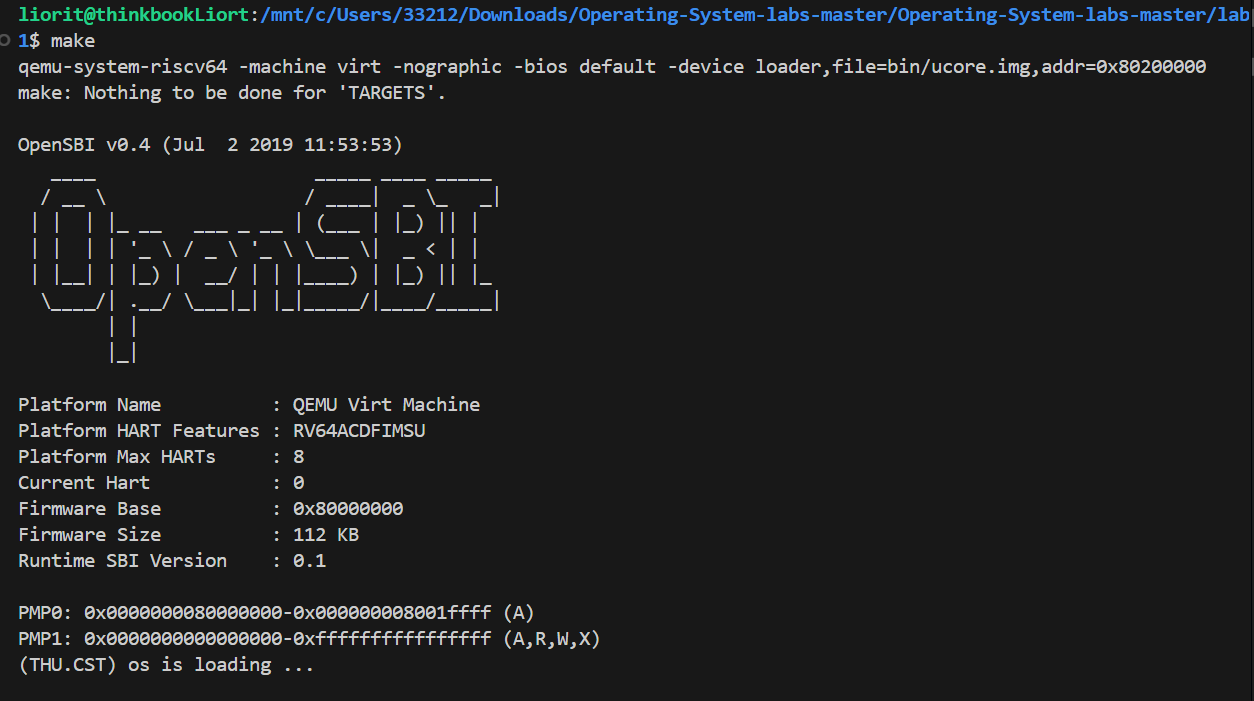 liorit@thinkbookLiort:/mnt/c/Users/33212/Downloads/Operating-System-labs-master/Operating-System-labs-master/lab
1$ make
qemu-system-riscv64 -machine virt -nographic -bios default -device loader,file=bin/ucore.img,addr=0x80200000
make: Nothing to be done for 'TARGETS'.

OpenSBI v0.4 (Jul  2 2019 11:53:53)
   ____                    _____ ____ _____
  / __ \                  / ____|  _ \_   _|
 | |  | |_ __   ___ _ __ | (___ | |_) || |
 | |  | | '_ \ / _ \ '_ \ \___ \|  _ < | |
 | |__| | |_) |  __/ | | |____) | |_) || |_
  \____/| .__/ \___|_| |_|_____/|____/_____|
        | |
        |_|

Platform Name          : QEMU Virt Machine
Platform HART Features : RV64ACDFIMSU
Platform Max HARTs     : 8
Current Hart           : 0
Firmware Base          : 0x80000000
Firmware Size          : 112 KB
Runtime SBI Version    : 0.1

PMP0: 0x0000000080000000-0x000000008001ffff (A)
PMP1: 0x0000000000000000-0xffffffffffffffff (A,R,W,X)
(THU.CST) os is loading ...